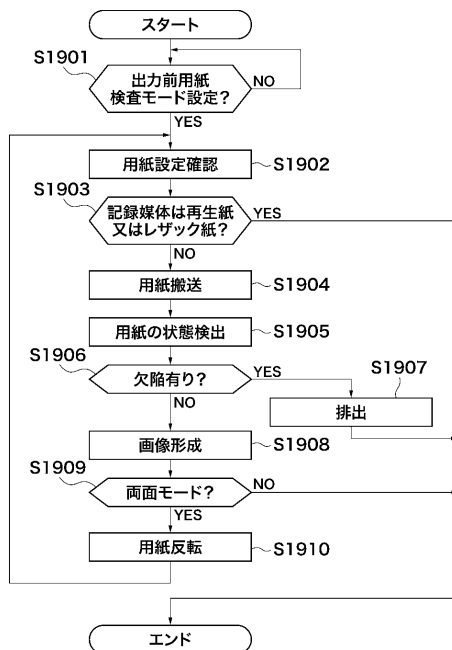 スタート
S1901
出力前用紙
検査モード設定?
NO
YES
用紙設定確認
S1902
S1903
記録媒体は再生紙
又はレザック紙?
YES
NO
用紙搬送
S1904
用紙の状態検出
S1905
S1906
欠陥有り?
YES
S1907
NO
排出
画像形成
S1908
S1909
両面モード?
NO
YES
用紙反転
S1910
エンド